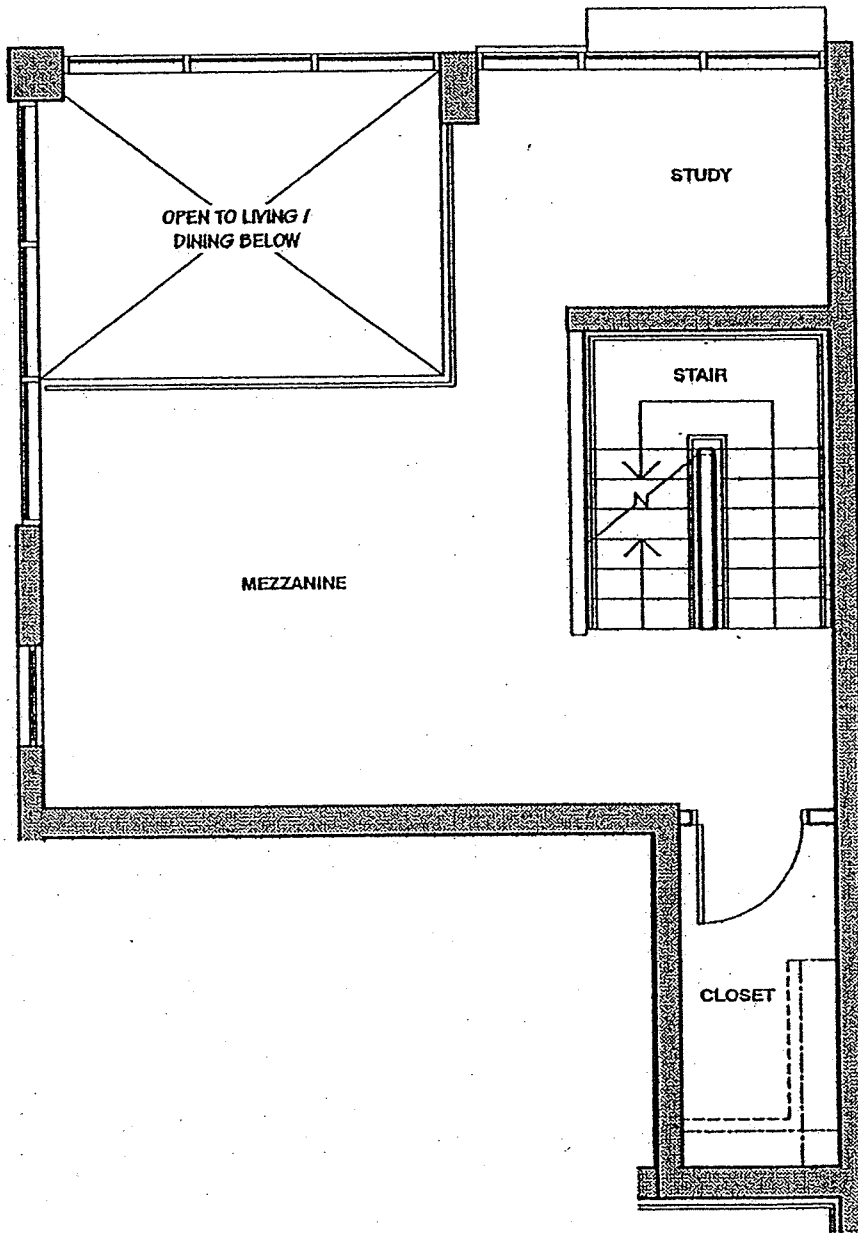 STUDY
OPEN TO LIVING /
DINING BELOW
STAIR
N
MEZZANINE
CLOSET